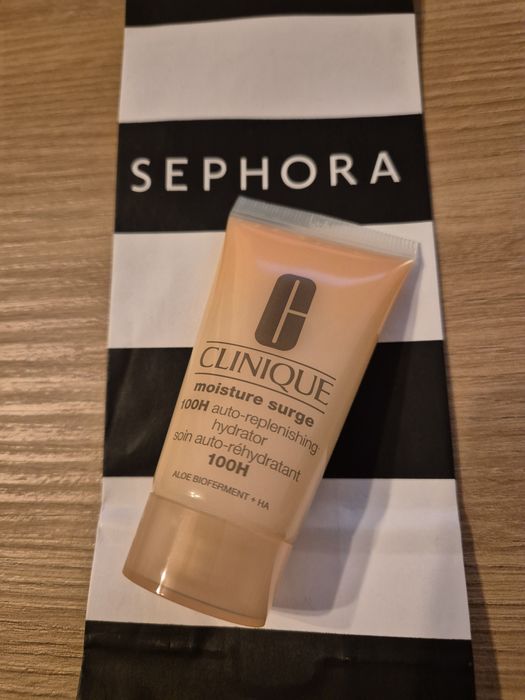 SEPHORA
C
CLINIQUE
moisture surge
100H auto-replenishing
hydrator
soin auto-réhydratant
100H
ALOE BIOFERMENT + HA